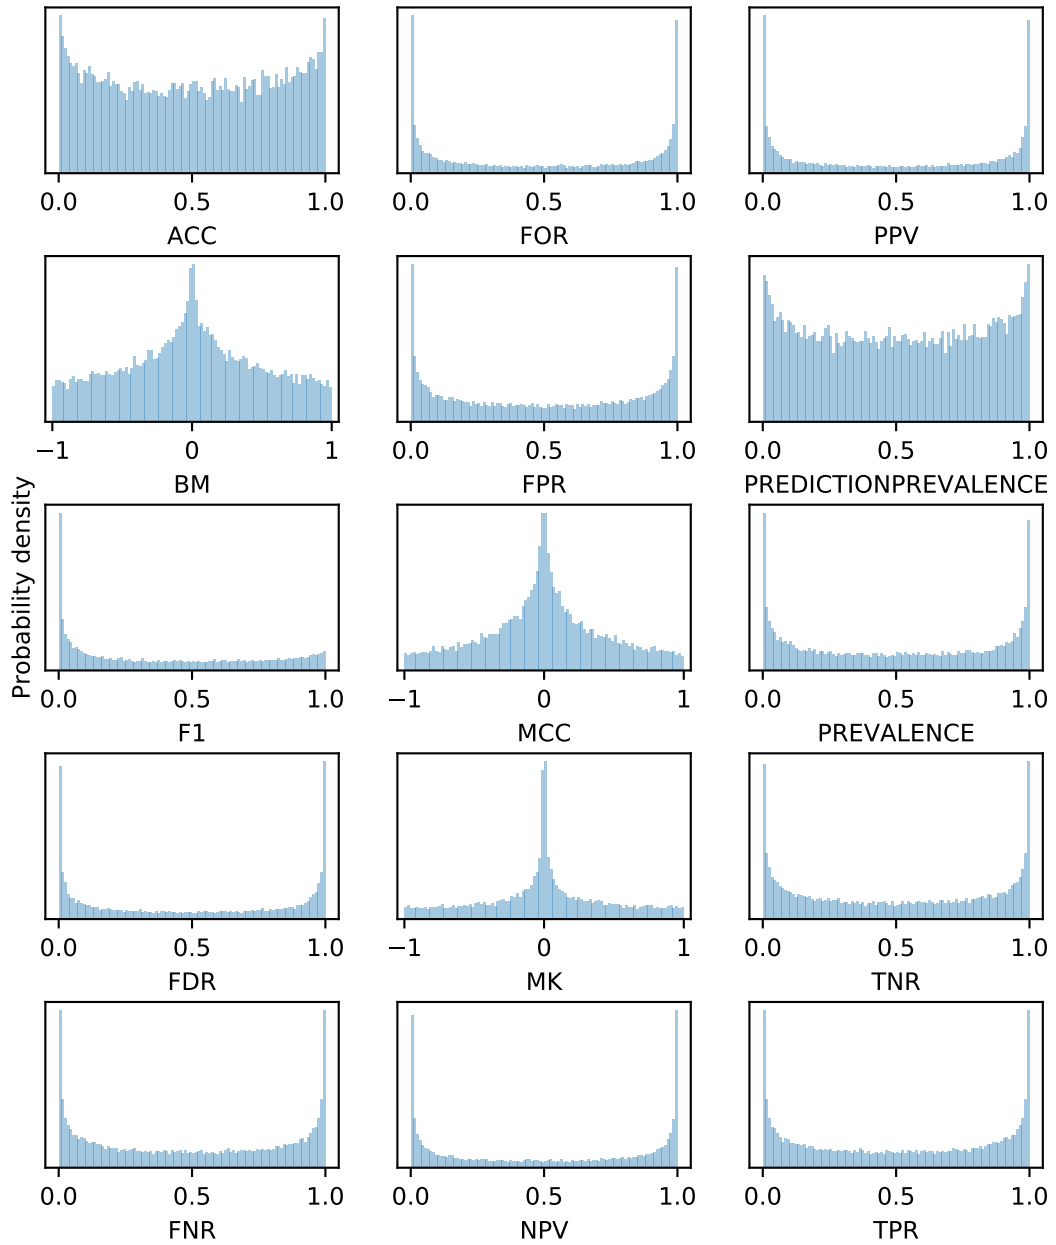 0.0 0.5 1.0
ACC
0.0 0.5 1.0
FOR
0.0 0.5 1.0
PPV
−1 0 1
BM
0.0 0.5 1.0
FPR
0.0 0.5 1.0
PREDICTIONPREVALENCE
Probability density
0.0 0.5 1.0
F1
−1 0 1
MCC
0.0 0.5 1.0
PREVALENCE
0.0 0.5 1.0
FDR
−1 0 1
MK
0.0 0.5 1.0
TNR
0.0 0.5 1.0
FNR
0.0 0.5 1.0
NPV
0.0 0.5 1.0
TPR